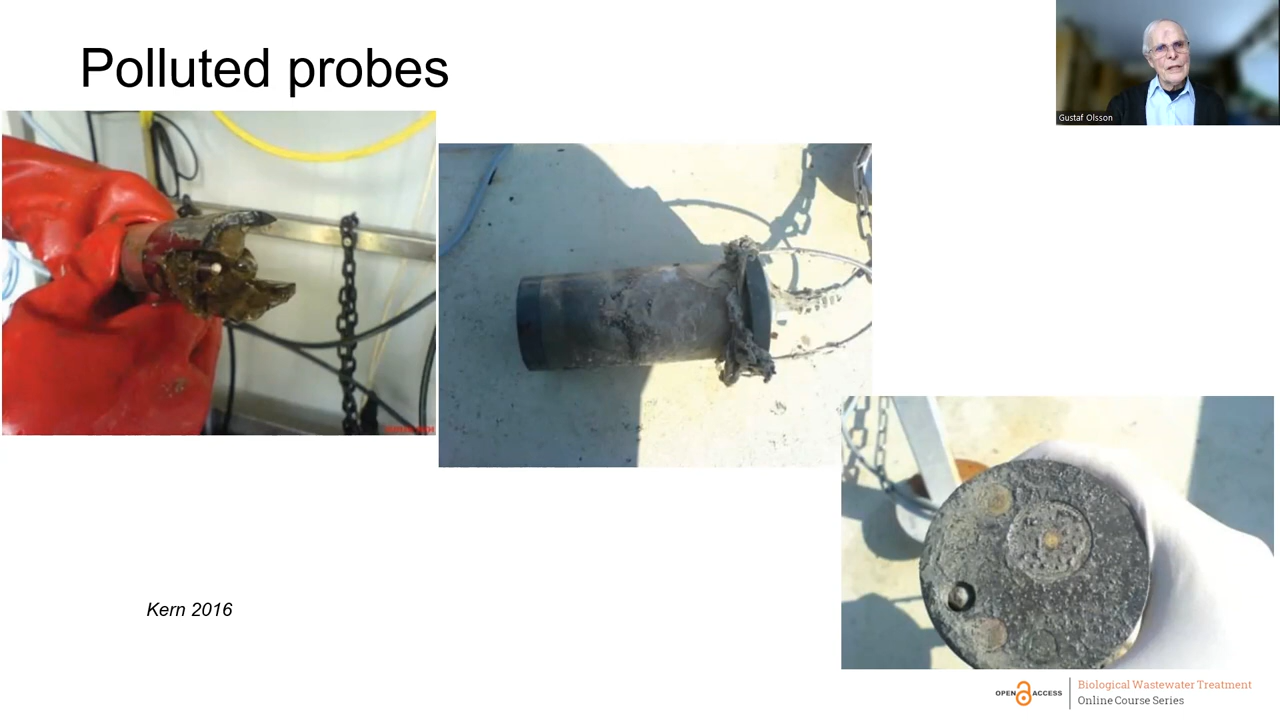 Polluted probes
Gustaf Olsson
Kern 2016
OPEN ACCESS
Biological Wastewater Treatment
Online Course Series